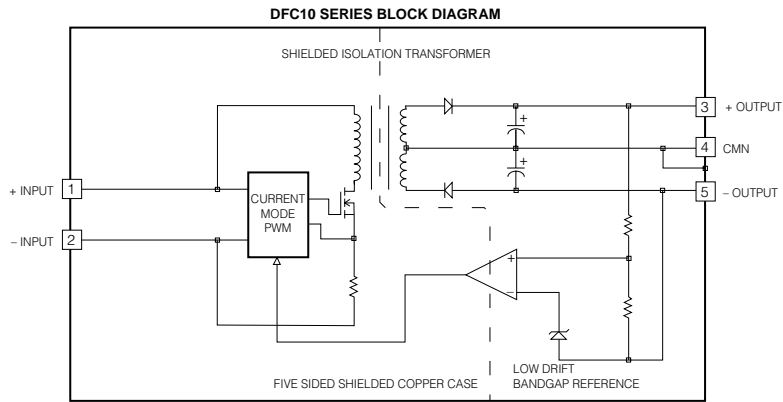 DFC10 SERIES BLOCK DIAGRAM
SHIELDED ISOLATION TRANSFORMER
3 + OUTPUT
+
4 CMN
+
+ INPUT 1
5 – OUTPUT
CURRENT
MODE
PWM
– INPUT 2
+
–
LOW DRIFT
FIVE SIDED SHIELDED COPPER CASE
BANDGAP REFERENCE